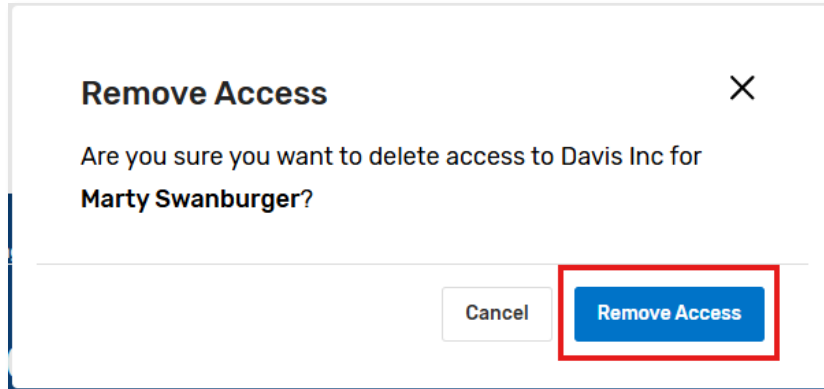 Remove Access
Are you sure you want to delete access to Davis Inc for
Marty Swanburger?
Cancel
Remove Access